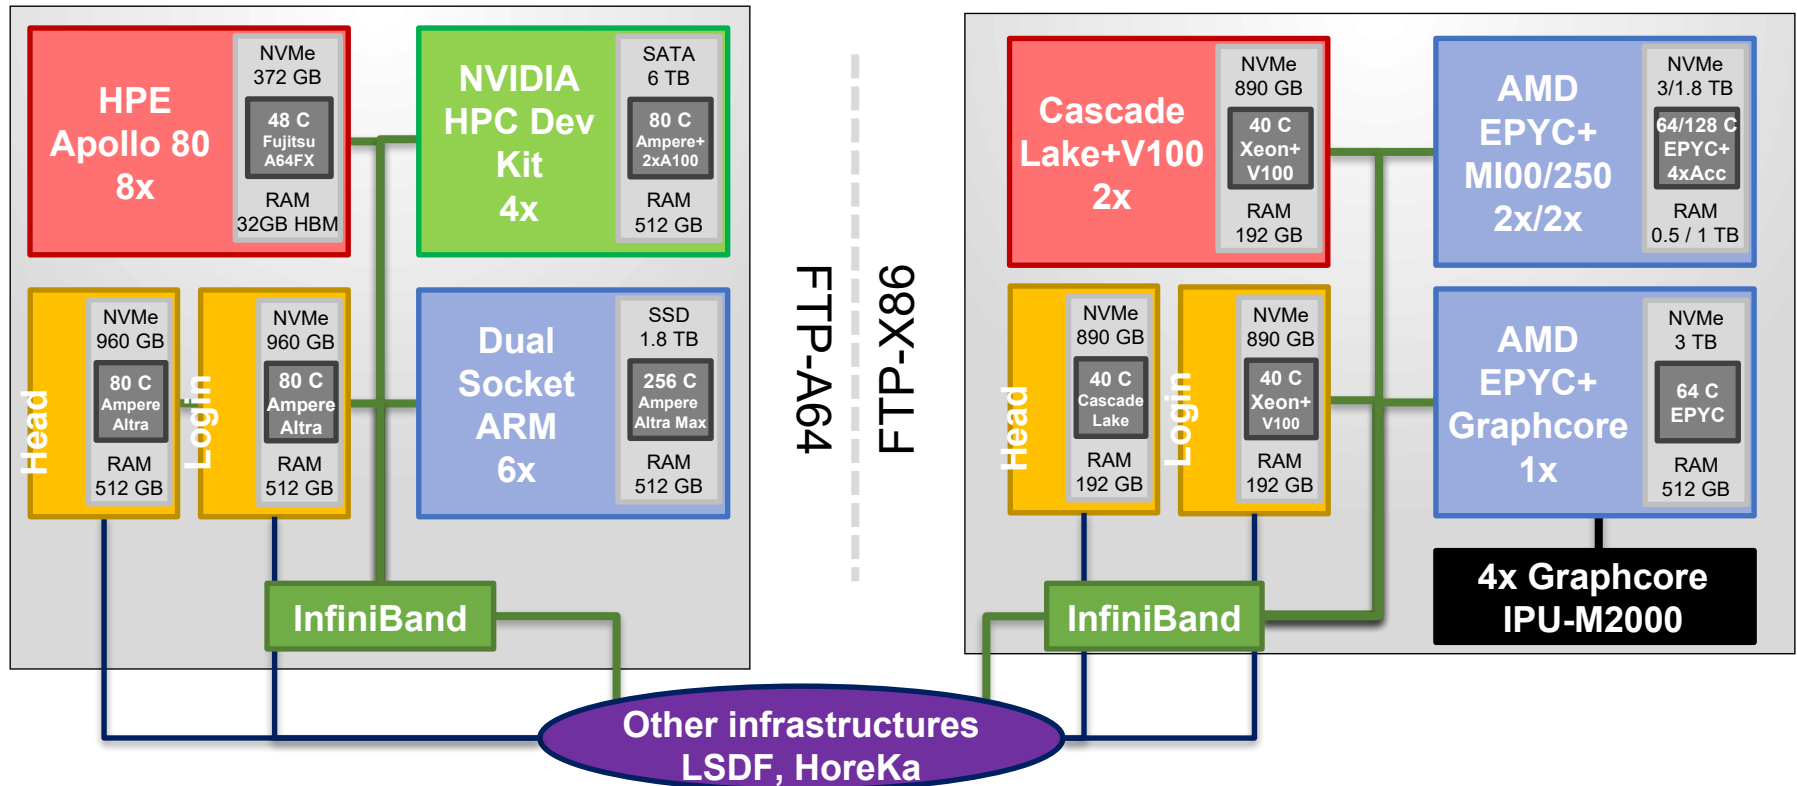 HPE
Apollo 80
8x
NVMe
372 GB
48 C
Fujitsu
A64FX
RAM
32GB HBM
NVIDIA
HPC Dev
Kit
4x
SATA
6 TB
80 C
Ampere+
2xA100
RAM
512 GB
Head
NVMe
960 GB
80 C
Ampere
Altra
RAM
512 GB
Login
NVMe
960 GB
80 C
Ampere
Altra
RAM
512 GB
Dual
Socket
ARM
6x
SSD
1.8 TB
256 C
Ampere
Altra Max
RAM
512 GB
InfiniBand
FTP-A64
FTP-X86
Cascade
Lake+V100
2x
NVMe
890 GB
40 C
Xeon+
V100
RAM
192 GB
AMD
EPYC+
MI00/250
2x/2x
NVMe
3/1.8 TB
64/128 C
EPYC+
4xAcc
RAM
0.5 / 1 TB
Head
NVMe
890 GB
40 C
Cascade
Lake
RAM
192 GB
Login
NVMe
890 GB
40 C
Xeon+
V100
RAM
192 GB
AMD
EPYC+
Graphcore
1x
NVMe
3 TB
64 C
EPYC
RAM
512 GB
InfiniBand
4x Graphcore
IPU-M2000
Other infrastructures
LSDF, HoreKa